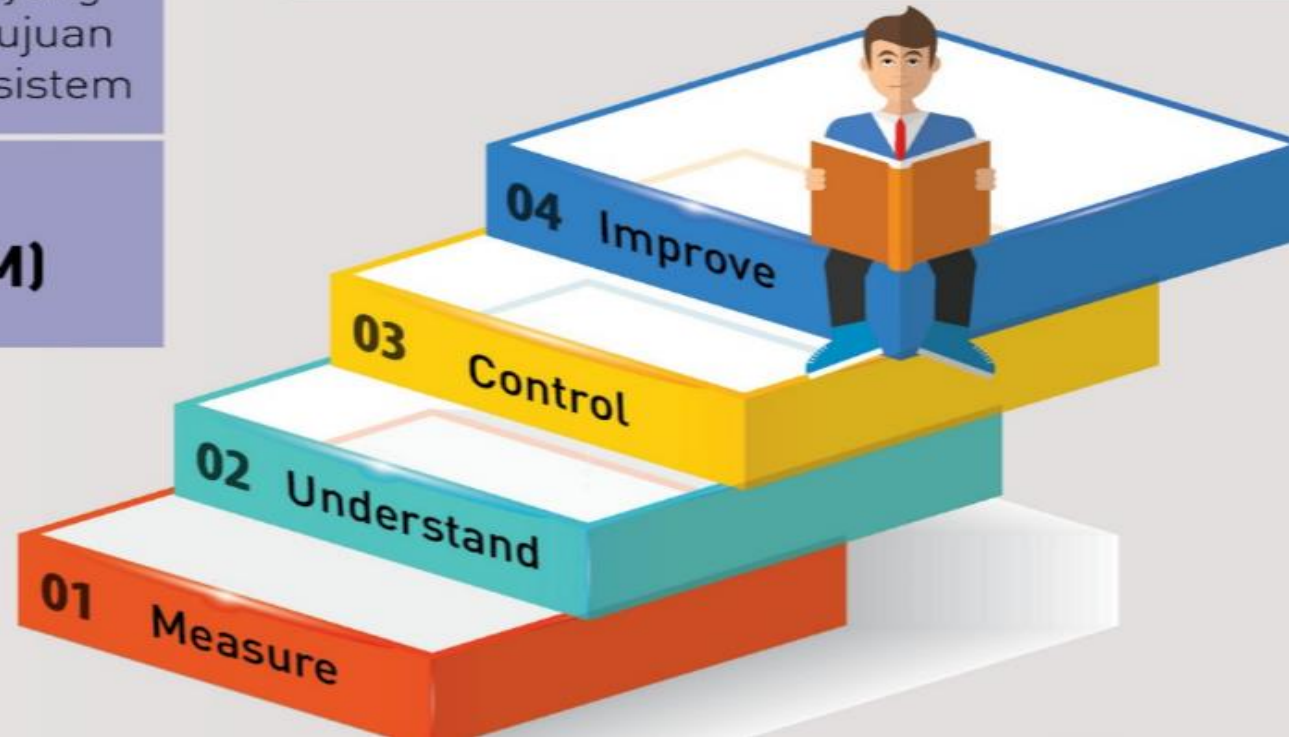 ujuan
sistem
M)
04 Improve
03 Control
02 Understand
01 Measure